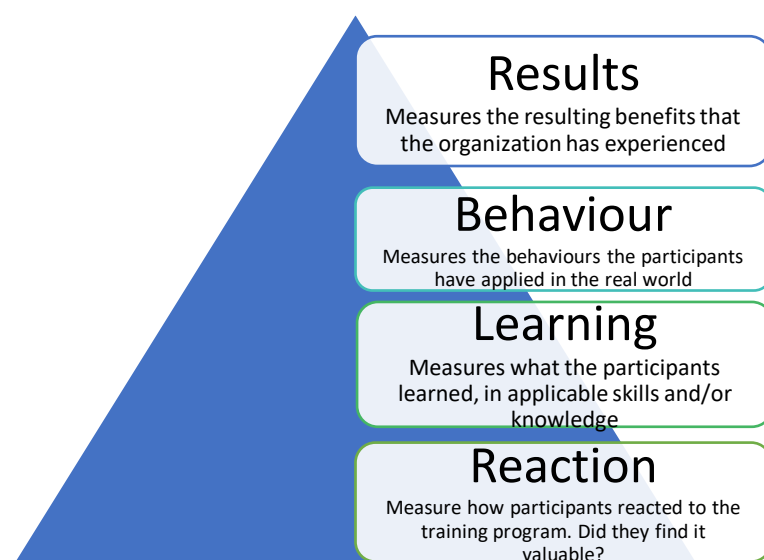 Results
Measures the resulting benefits that
the organization has experienced
Behaviour
Measures the behaviours the participants
have applied in the real world
Learning
Measures what the participants
learned, in applicable skills and/or
knowledge
Reaction
Measure how participants reacted to the
training program. Did they find it
valuable?